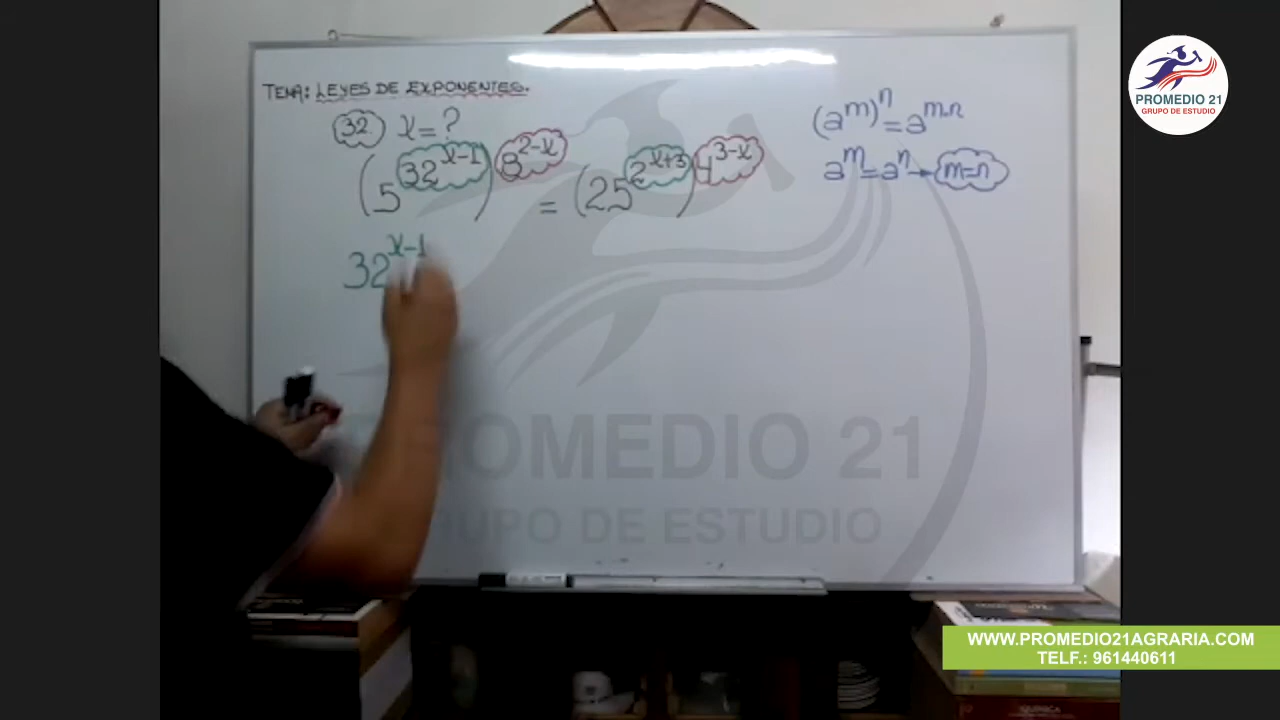 TEMA: LEYES DE EXPONENTES.
32. x = ?
(5^32^x-1)^8^2-x = (25^2^x+3)^4^3-x
32^x-1
(a^m)^n = a^m.n
a^m = a^n → m=n
PROMEDIO 21
GRUPO DE ESTUDIO
PROMEDIO 21
GRUPO DE ESTUDIO
WWW.PROMEDIO21AGRARIA.COM
TELF.: 961440611
QUÍMICA